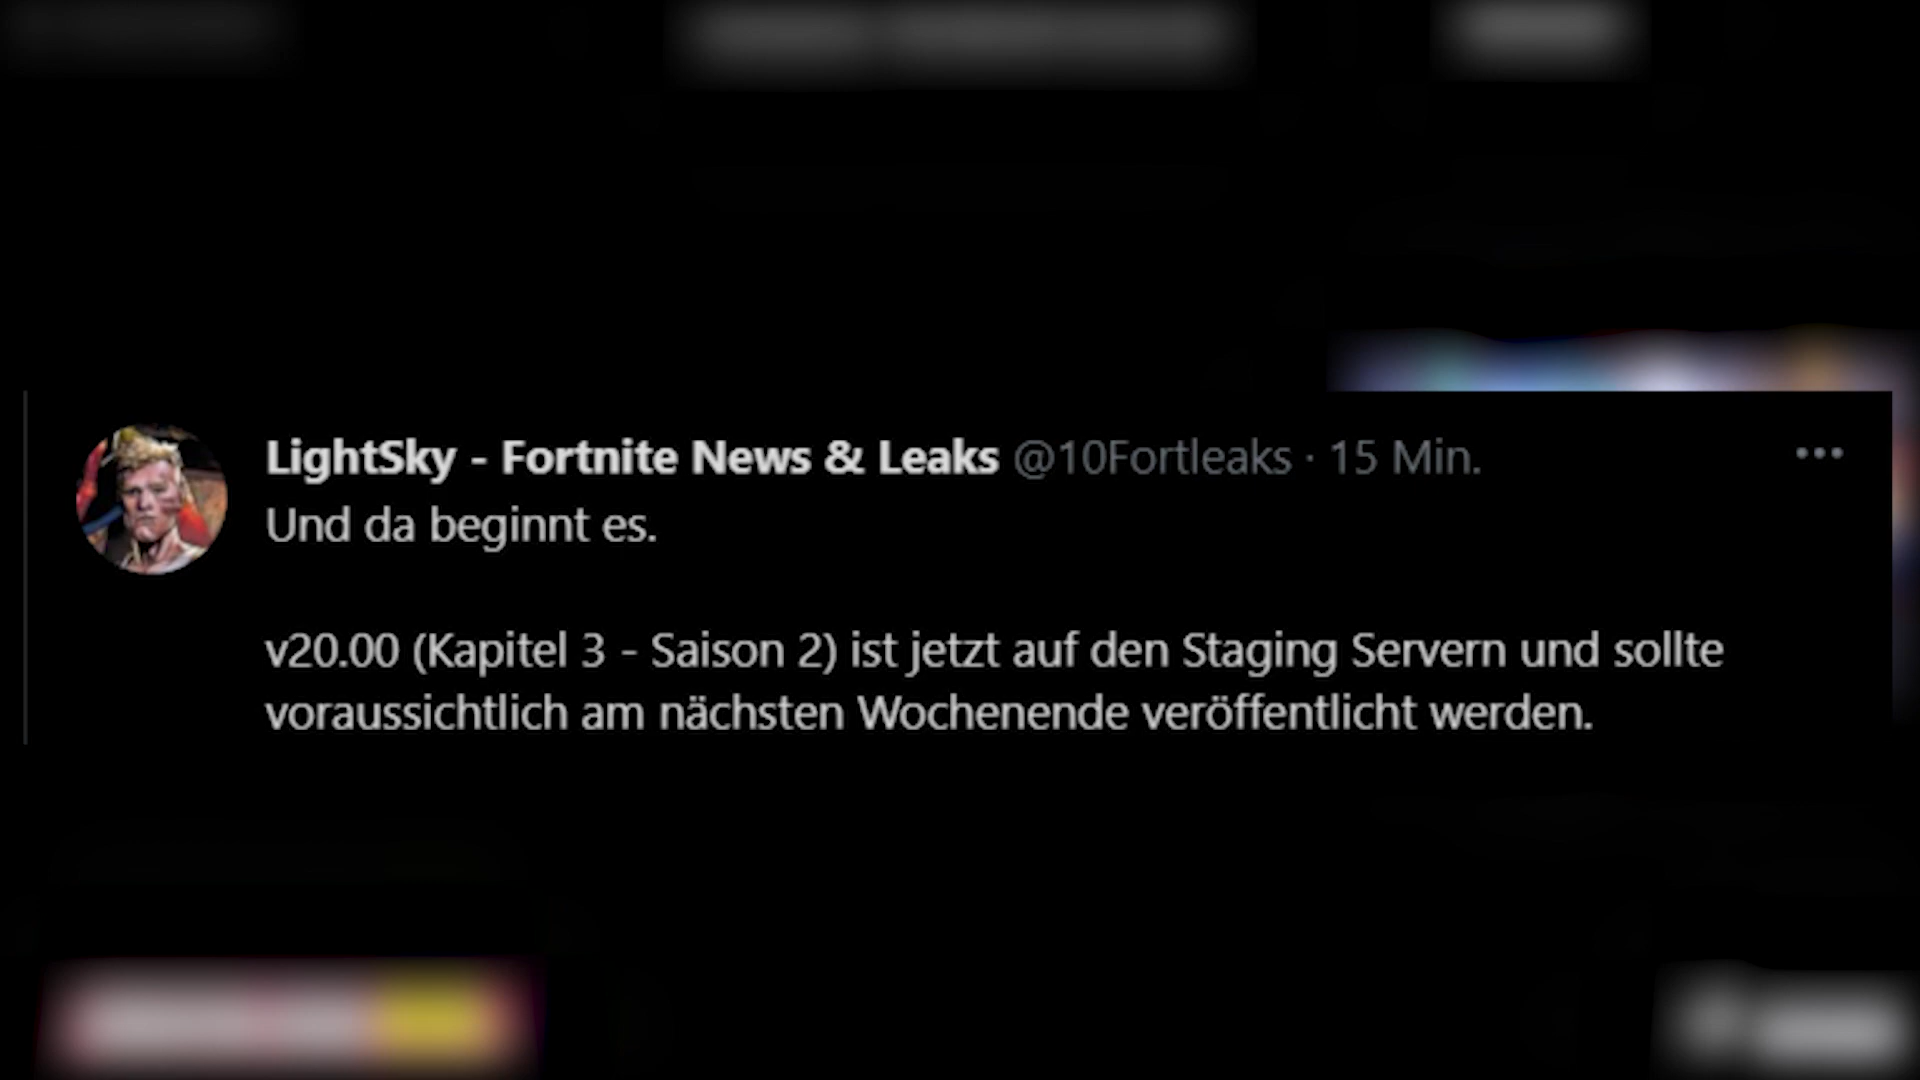 LightSky - Fortnite News & Leaks @10Fortleaks · 15 Min.
Und da beginnt es.
v20.00 (Kapitel 3 - Saison 2) ist jetzt auf den Staging Servern und sollte
voraussichtlich am nächsten Wochenende veröffentlicht werden.